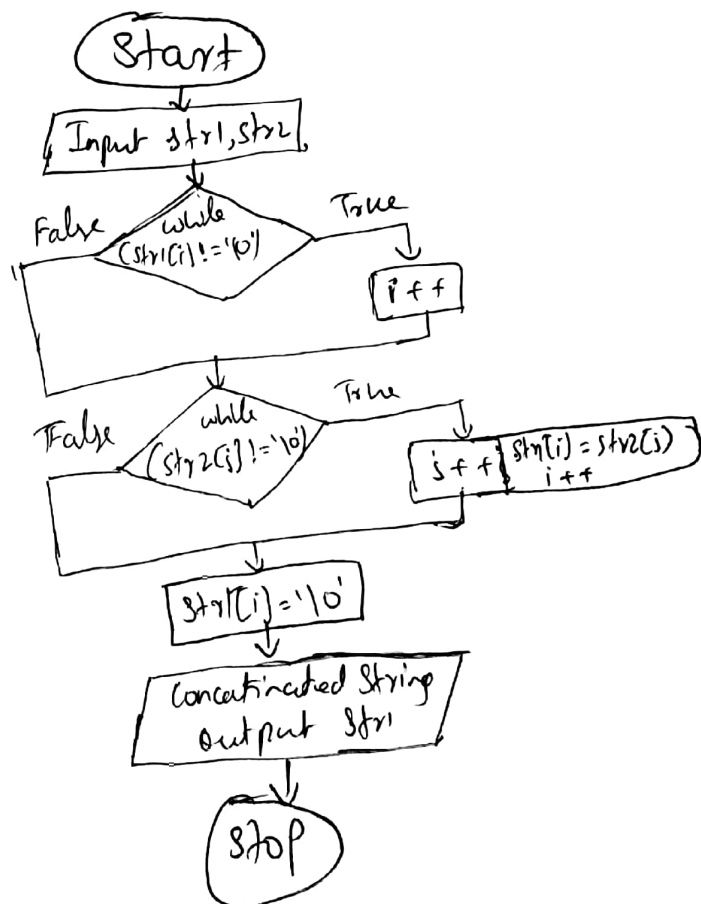 Start
Input str1, str2
False
while
(str1[i]!='\0')
True
i++
False
while
(str2[j]!='\0')
True
j++
str1[i] = str2[j)
i++
str1[i]='\0'
Concatinated String
Output Str1
Stop